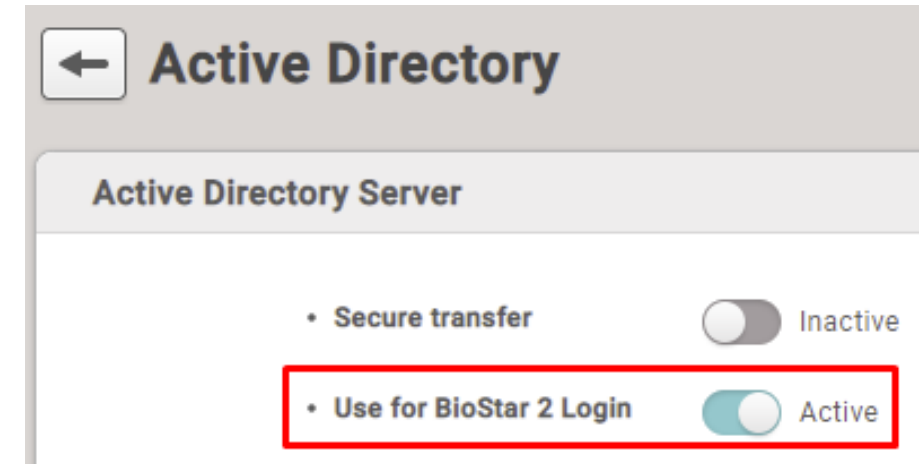 Active Directory
Active Directory Server
• Secure transfer Inactive
• Use for BioStar 2 Login Active